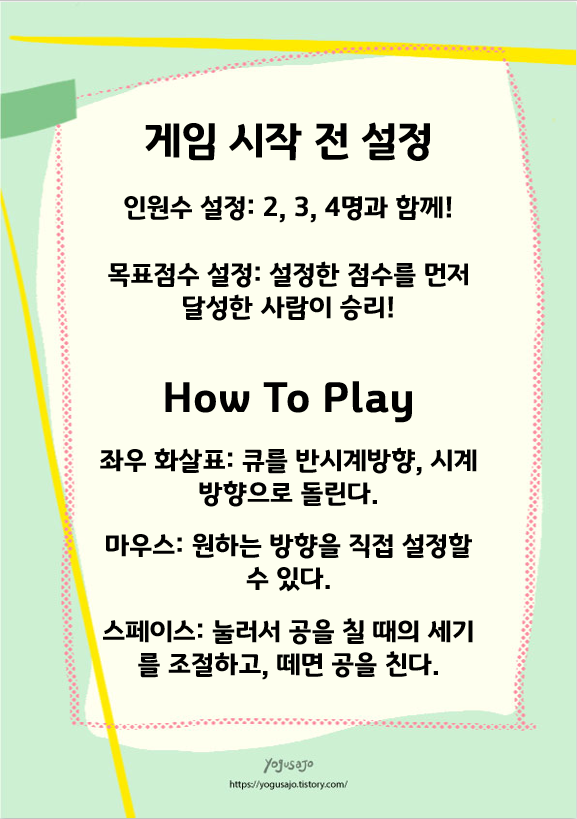 게임 시작 전 설정
인원수 설정: 2, 3, 4명과 함께!
목표점수 설정: 설정한 점수를 먼저
달성한 사람이 승리!
How To Play
좌우 화살표: 큐를 반시계방향, 시계
방향으로 돌린다.
마우스: 원하는 방향을 직접 설정할
수 있다.
스페이스: 눌러서 공을 칠 때의 세기
를 조절하고, 떼면 공을 친다.
yogusajo
https://yogusajo.tistory.com/